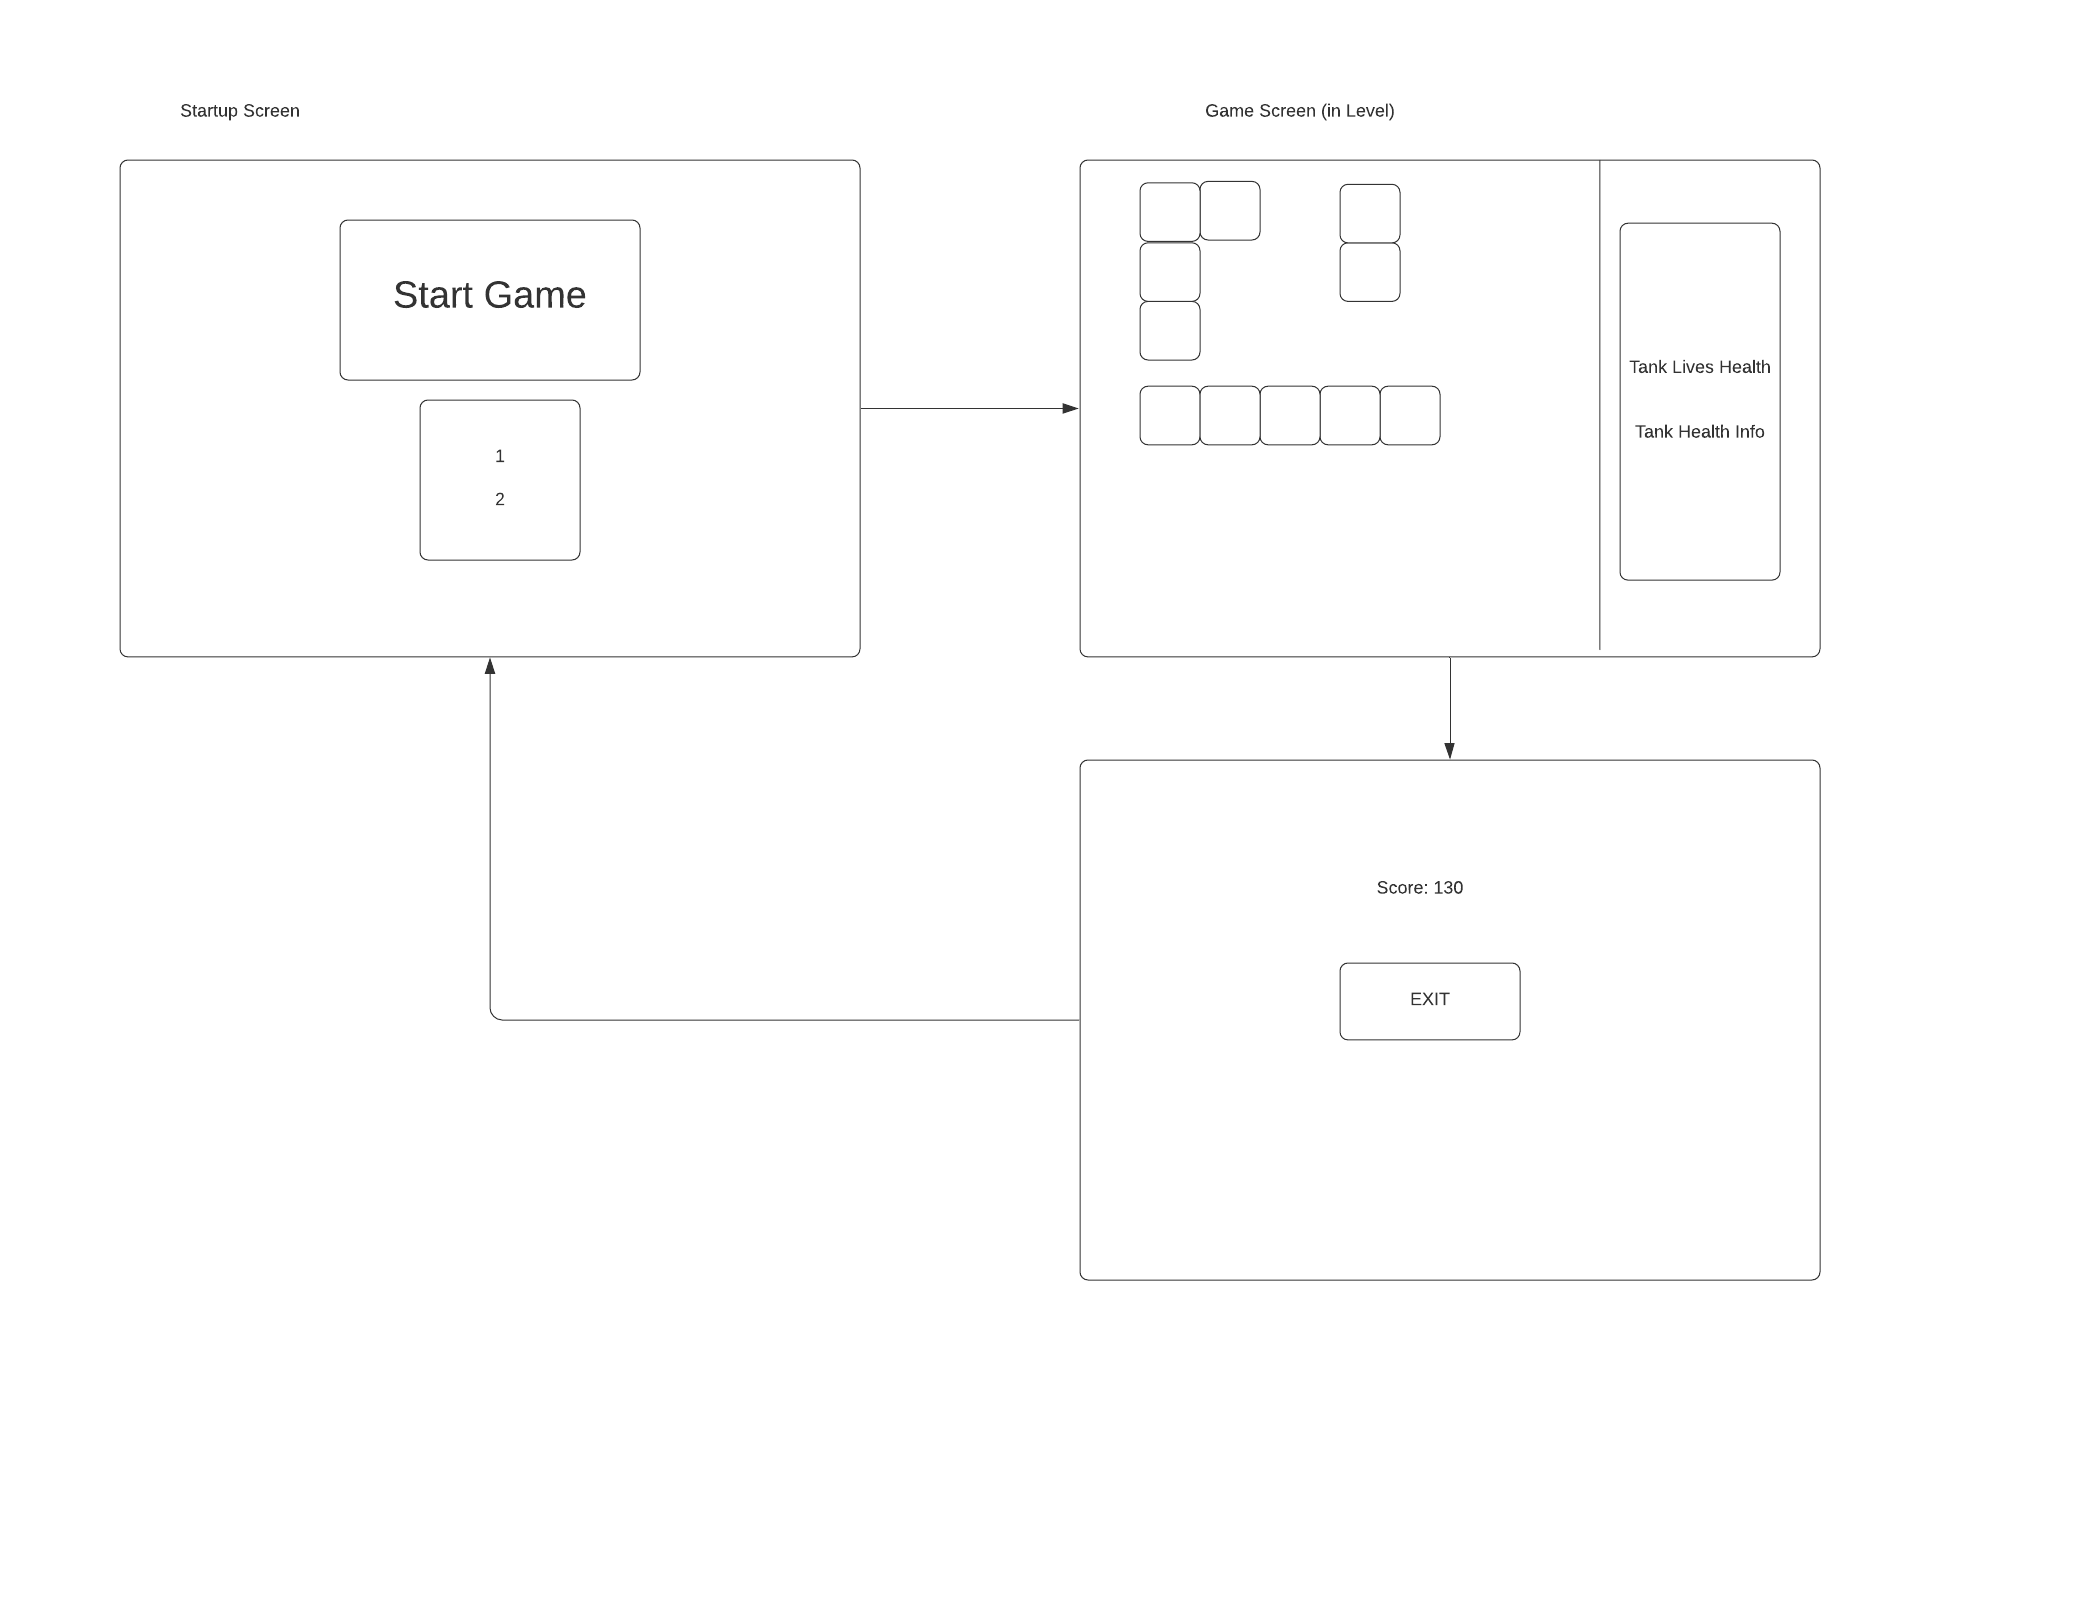 Startup Screen
Game Screen (in Level)
Start Game
1
2
Tank Lives Health
Tank Health Info
Score: 130
EXIT